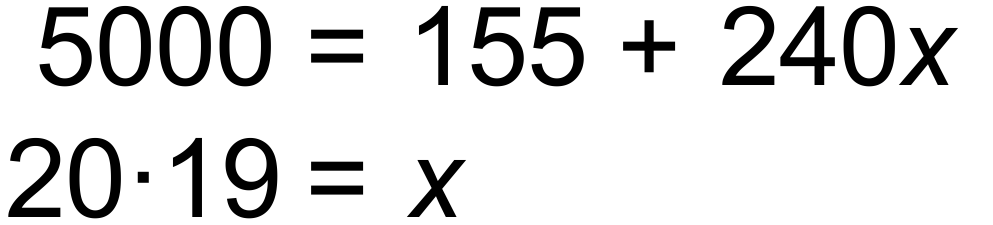 5000 = 155 + 240x
20·19 = x